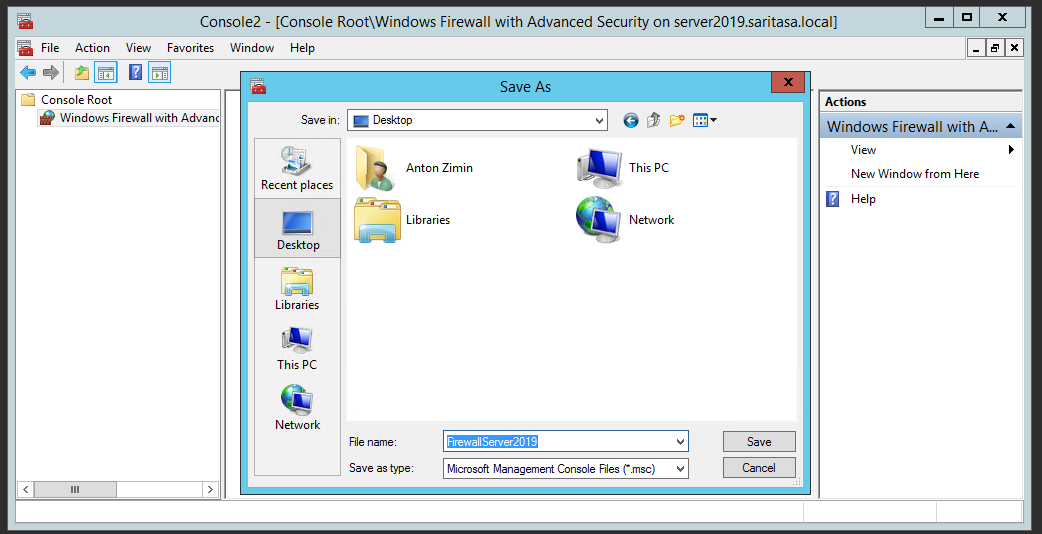 Console2 - [Console Root\Windows Firewall with Advanced Security on server2019.saritasa.local]
File Action View Favorites Window Help
Console Root
Windows Firewall with Advanc
Save As
Save in: Desktop
Recent places
Desktop
Libraries
This PC
Network
Anton Zimin
This PC
Libraries
Network
File name: FirewallServer2019 Save
Save as type: Microsoft Management Console Files (*.msc) Cancel
Actions
Windows Firewall with A...
View
New Window from Here
Help